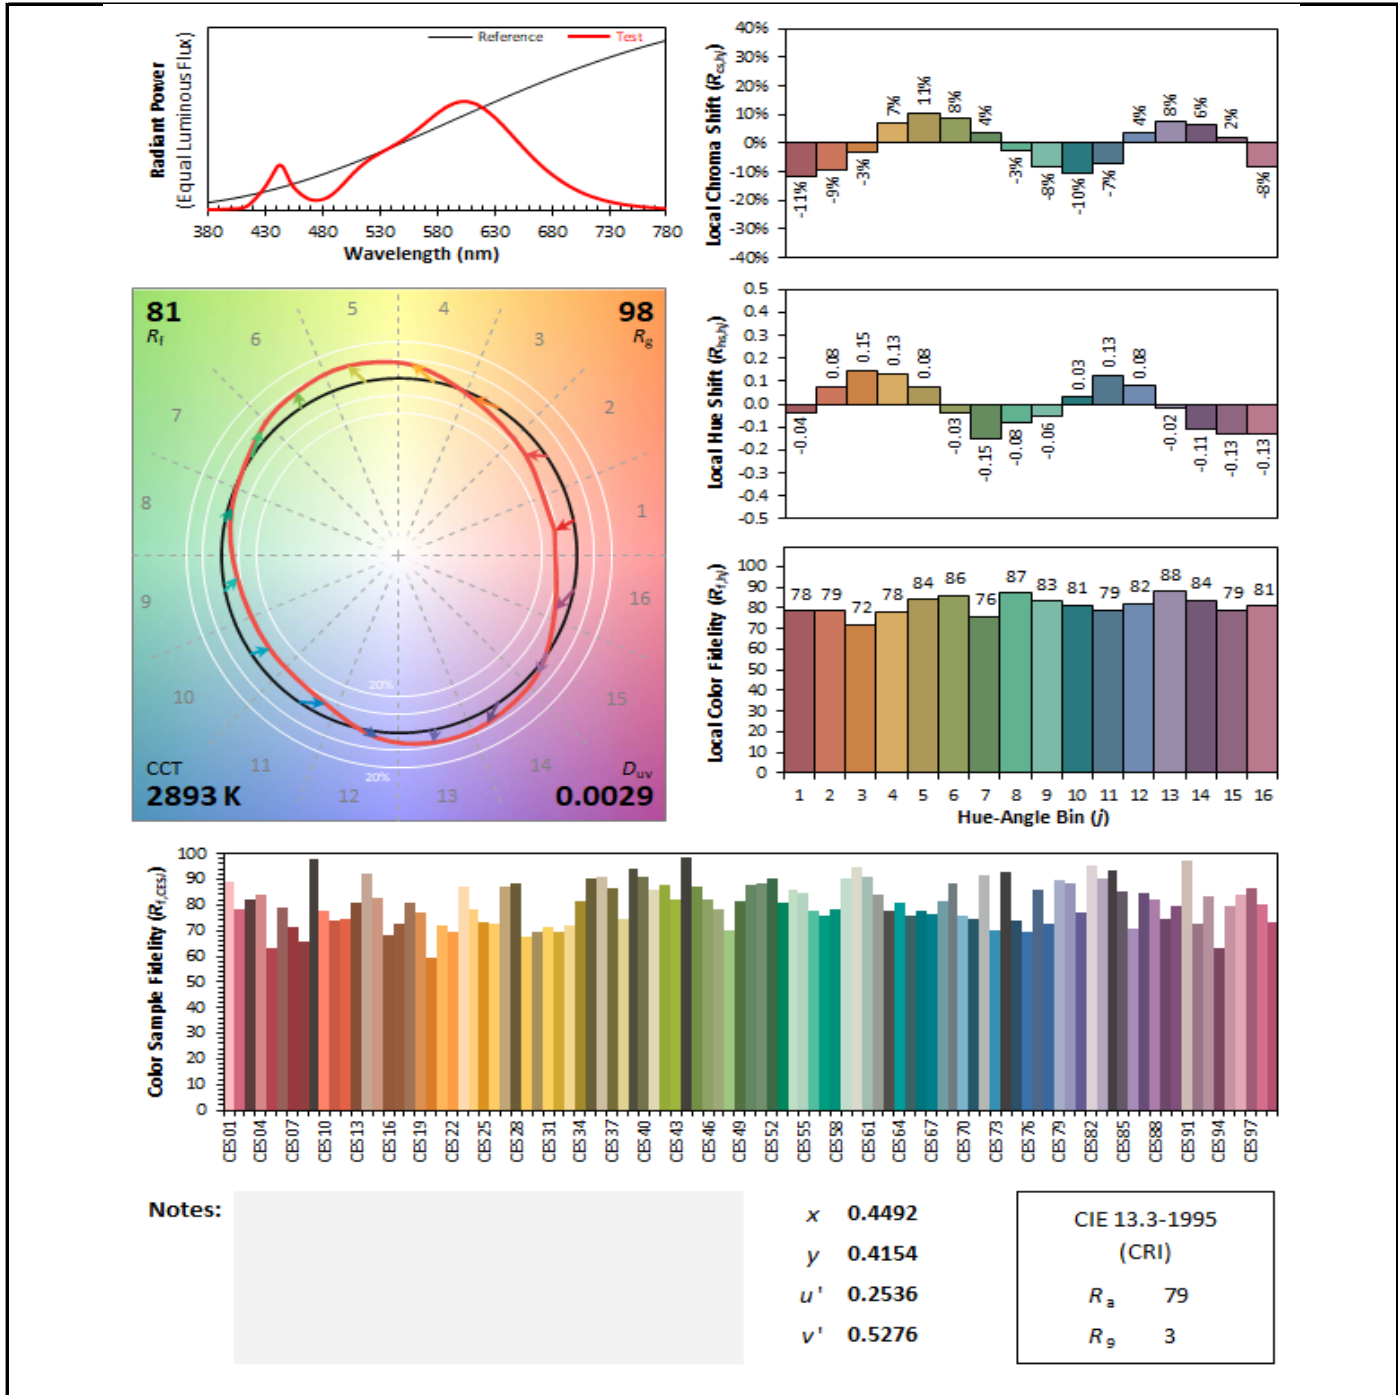 Radiant Power
(Equal Luminous Flux)
Reference
Test
380 430 480 530 580 630 680 730 780
Wavelength (nm)
Local Chroma Shift (Rcs,hj)
40%
30%
20%
10%
0%
-10%
-20%
-30%
-40%
-11% -9% -3% 7% 11% 8% 4% -3% -8% -10% -7% 4% 8% 6% 2% -8%
81
Rf
98
Rg
1
2
3
4
5
6
7
8
9
10
11
12
13
14
15
16
20%
20%
CCT
2893 K
Duv
0.0029
Local Hue Shift (Rhs,hj)
0.5
0.4
0.3
0.2
0.1
0.0
-0.1
-0.2
-0.3
-0.4
-0.5
-0.04 0.08 0.15 0.13 0.08 -0.03 -0.15 -0.08 -0.06 0.03 0.13 0.08 -0.02 -0.11 -0.13 -0.13
Local Color Fidelity (Rf,hj)
100
90
80
70
60
50
40
30
20
10
0
78 79 72 78 84 86 76 87 83 81 79 82 88 84 79 81
1 2 3 4 5 6 7 8 9 10 11 12 13 14 15 16
Hue-Angle Bin (j)
Color Sample Fidelity (Rf,CESi)
100
90
80
70
60
50
40
30
20
10
0
CES01 CES04 CES07 CES10 CES13 CES16 CES19 CES22 CES25 CES28 CES31 CES34 CES37 CES40 CES43 CES46 CES49 CES52 CES55 CES58 CES61 CES64 CES67 CES70 CES73 CES76 CES79 CES82 CES85 CES88 CES91 CES94 CES97
Notes:
x 0.4492
y 0.4154
u' 0.2536
v' 0.5276
CIE 13.3-1995
(CRI)
Ra 79
R9 3